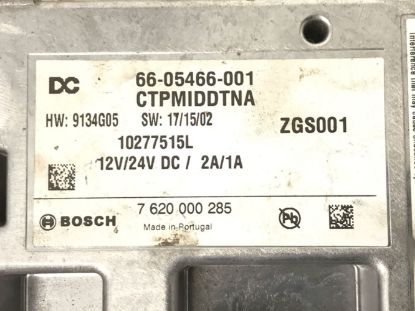 DC 66-05466-001
CTPMIDDTNA
HW: 9134G05 SW: 17/15/02 ZGS001
10277515L
12V/24V DC / 2A/1A
BOSCH 7 620 000 285
Made in Portugal
Pb